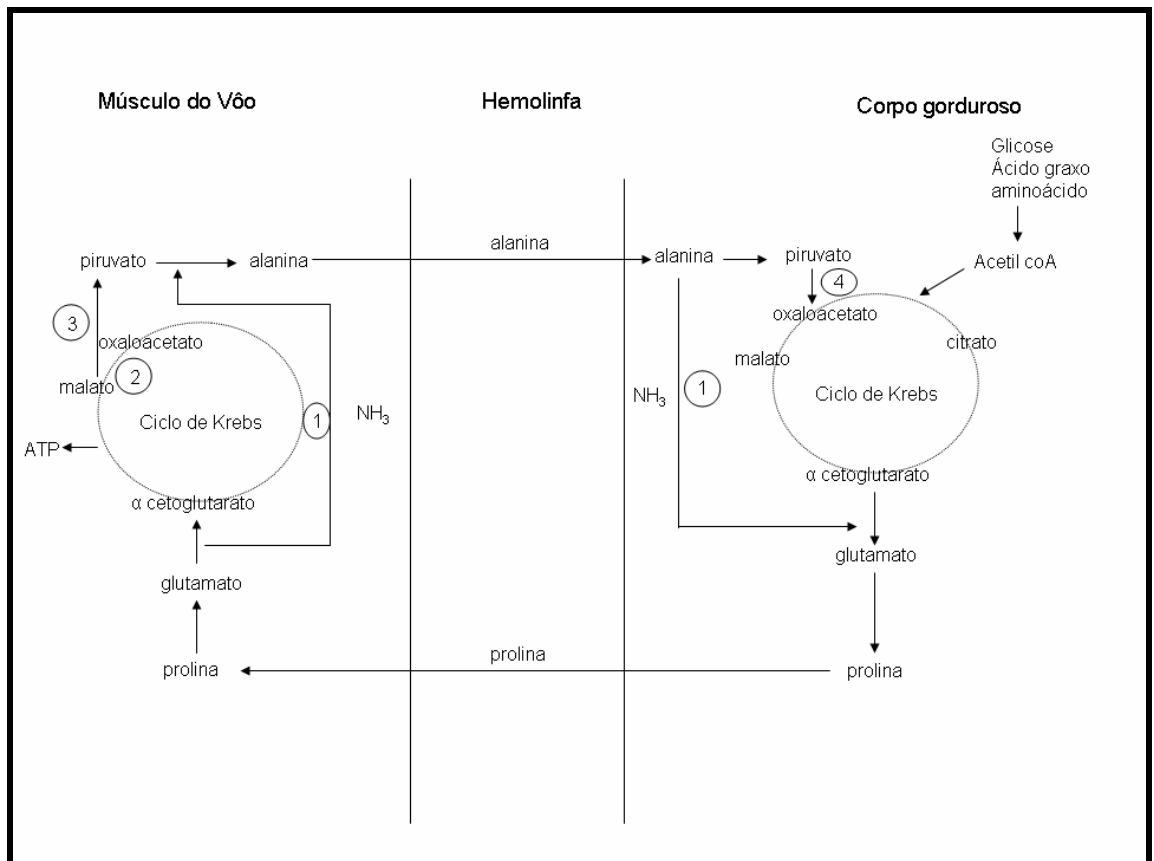 Músculo do Vôo
Hemolinfa
Corpo gorduroso
Glicose
Ácido graxo
aminoácido
Acetil coA
piruvato
alanina
alanina
alanina
piruvato
3
4
oxaloacetato
oxaloacetato
malato
2
malato
citrato
Ciclo de Krebs
1
NH3
NH3
1
Ciclo de Krebs
ATP
α cetoglutarato
α cetoglutarato
glutamato
glutamato
prolina
prolina
prolina